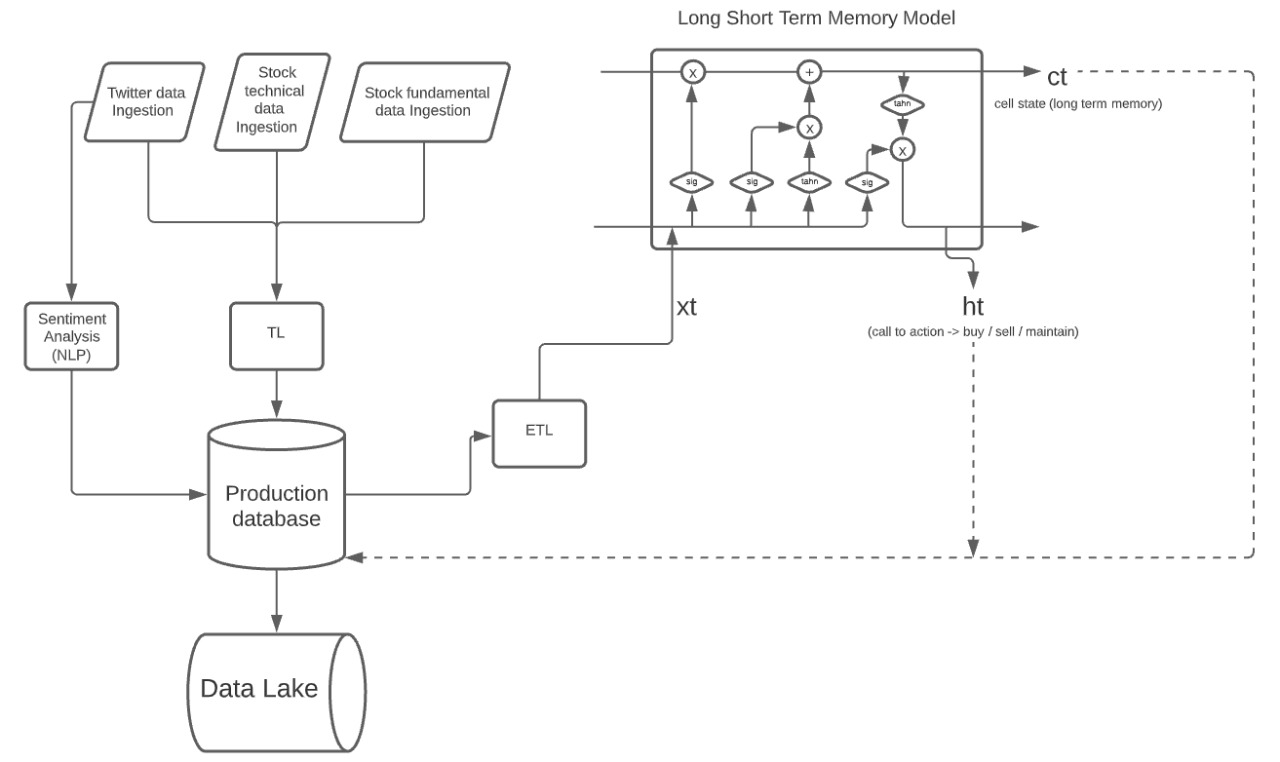 Long Short Term Memory Model
Twitter data
Ingestion
Stock
technical
data
Ingestion
Stock fundamental
data Ingestion
x
+
ct
cell state (long term memory)
tahn
x
x
sig
sig
tahn
sig
xt
ht
(call to action -> buy / sell / maintain)
Sentiment
Analysis
(NLP)
TL
ETL
Production
database
Data Lake